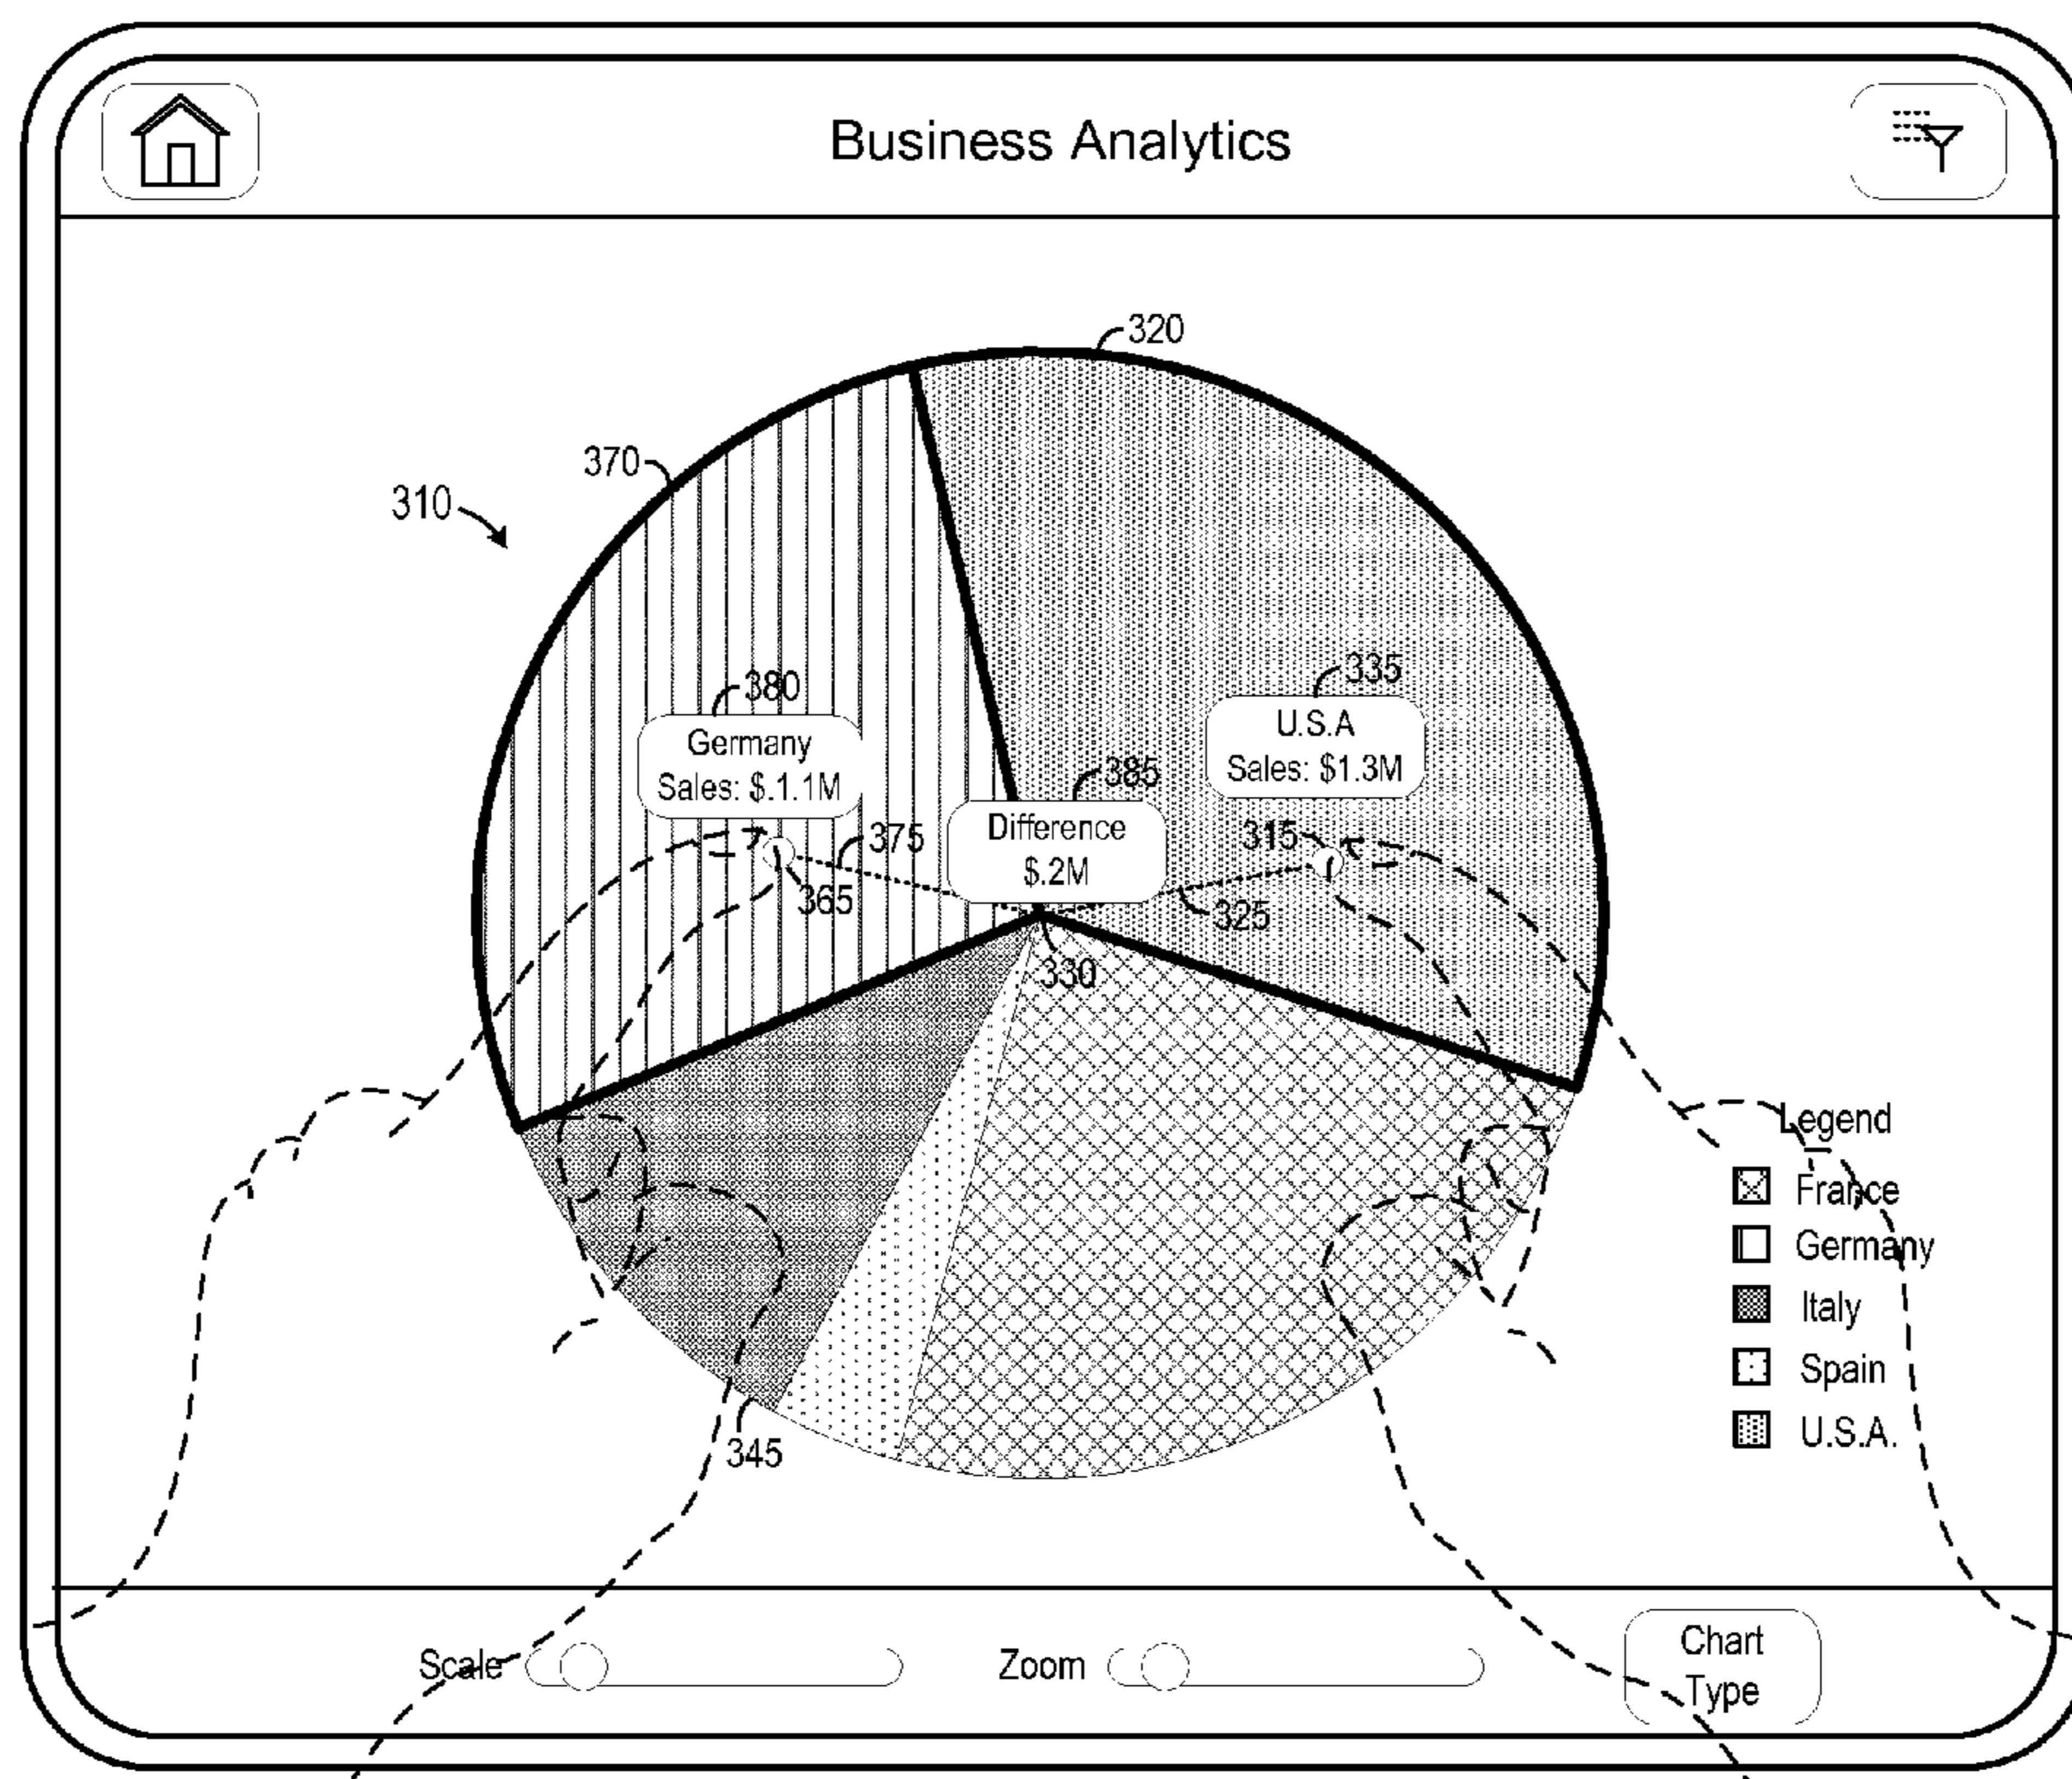 Business Analytics
320
370
310
335
380
U.S.A
Sales: $1.3M
Germany
Sales: $.1.1M
385
Difference
$.2M
375
315
365
325
330
Legend
France
Germany
Italy
Spain
U.S.A.
345
Scale
Zoom
Chart
Type